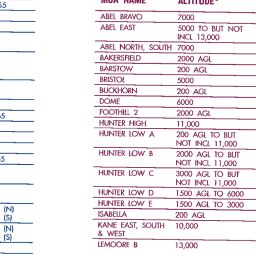 65
MOA NAME ALTITUDE*
ABEL BRAVO 7000
ABEL EAST 5000 TO BUT NOT
INCL 13,000
ABEL NORTH, SOUTH 7000
BAKERSFIELD 2000 AGL
BARSTOW 200 AGL
BRISTOL 5000
BUCKHORN 200 AGL
DOME 6000
65 FOOTHILL 2 2000 AGL
HUNTER HIGH 11,000
HUNTER LOW A 200 AGL TO BUT
NOT INCL 11,000
65 HUNTER LOW B 2000 AGL TO BUT
NOT INCL 11,000
HUNTER LOW C 3000 AGL TO BUT
NOT INCL 11,000
HUNTER LOW D 1500 AGL TO 6000
HUNTER LOW E 1500 AGL TO 3000
(N) ISABELLA 200 AGL
(S) KANE EAST, SOUTH 10,000
(N) & WEST
(S) LEMOORE B 13,000